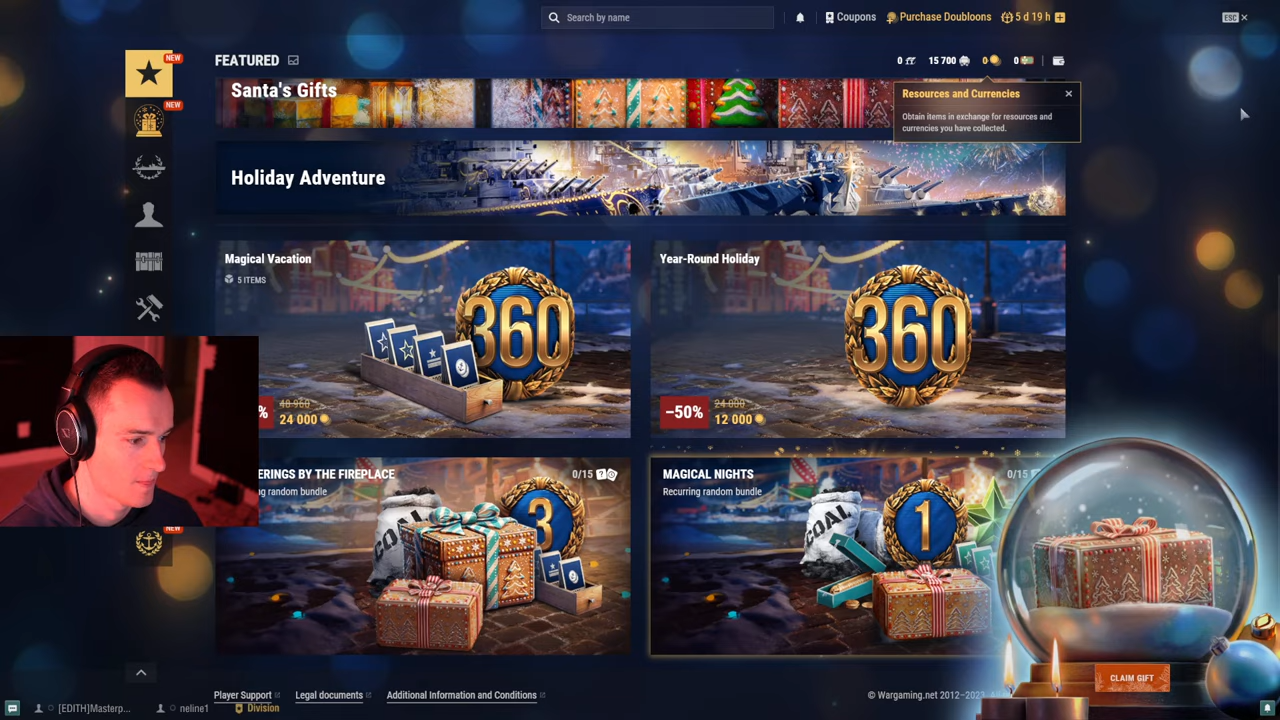 Search by name
Coupons
Purchase Doubloons
5 d 19 h
ESC
NEW
FEATURED
0
15 700
0
0
Santa's Gifts
Resources and Currencies
Obtain items in exchange for resources and
currencies you have collected.
NEW
Holiday Adventure
Magical Vacation
5 ITEMS
360
%
48 960
24 000
Year-Round Holiday
360
-50%
24 000
12 000
ERINGS BY THE FIREPLACE
ng random bundle
0/15
COAL
3
MAGICAL NIGHTS
Recurring random bundle
0/15
COAL
1
NEW
CLAIM GIFT
Player Support
Legal documents
Additional Information and Conditions
© Wargaming.net 2012–202
[EDITH]Masterp...
neline1
Division